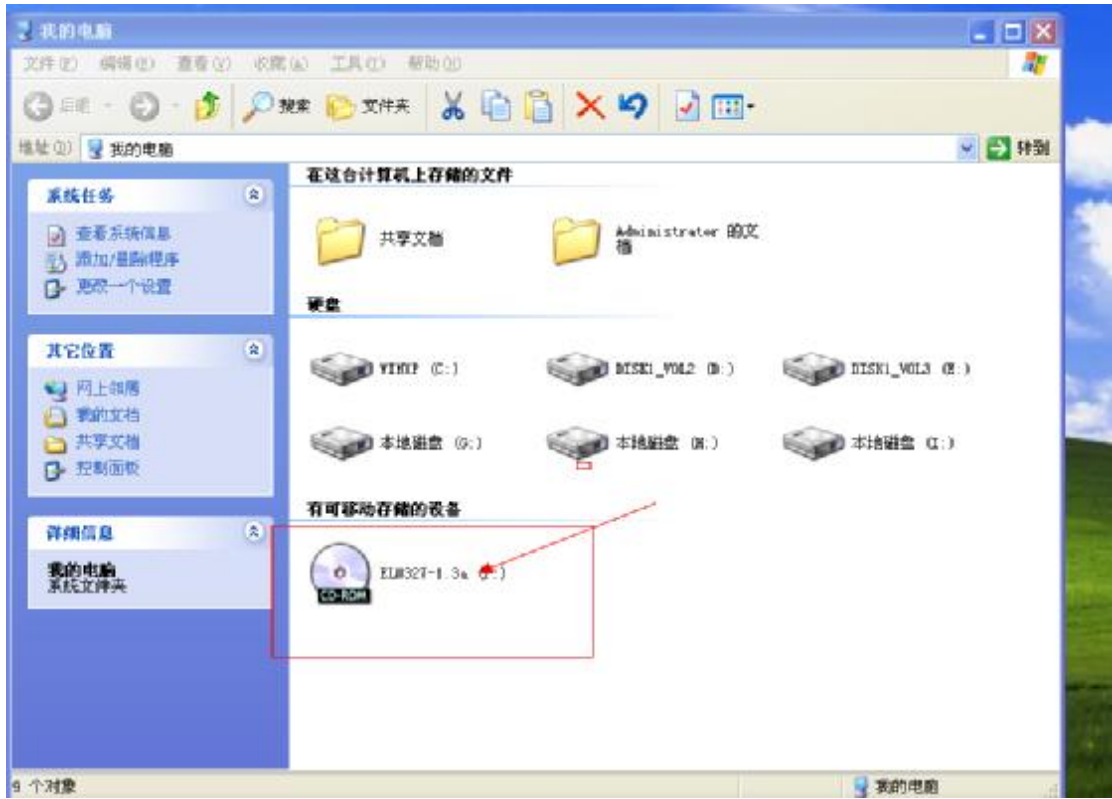 我的电脑
文件(F) 编辑(E) 查看(V) 收藏(A) 工具(T) 帮助(H)
后退 搜索 文件夹
地址(D) 我的电脑 转到
系统任务
查看系统信息
添加/删除程序
更改一个设置
其它位置
网上邻居
我的文档
共享文档
控制面板
详细信息
我的电脑
系统文件夹
在这台计算机上存储的文件
共享文档
Administrator 的文档
硬盘
WINXP (C:) DISK1_VOL2 (D:) DISK1_VOL3 (E:)
本地磁盘 (G:) 本地磁盘 (H:) 本地磁盘 (I:)
有可移动存储的设备
CD-ROM
ELM327-1.3a (F:)
9 个对象 我的电脑